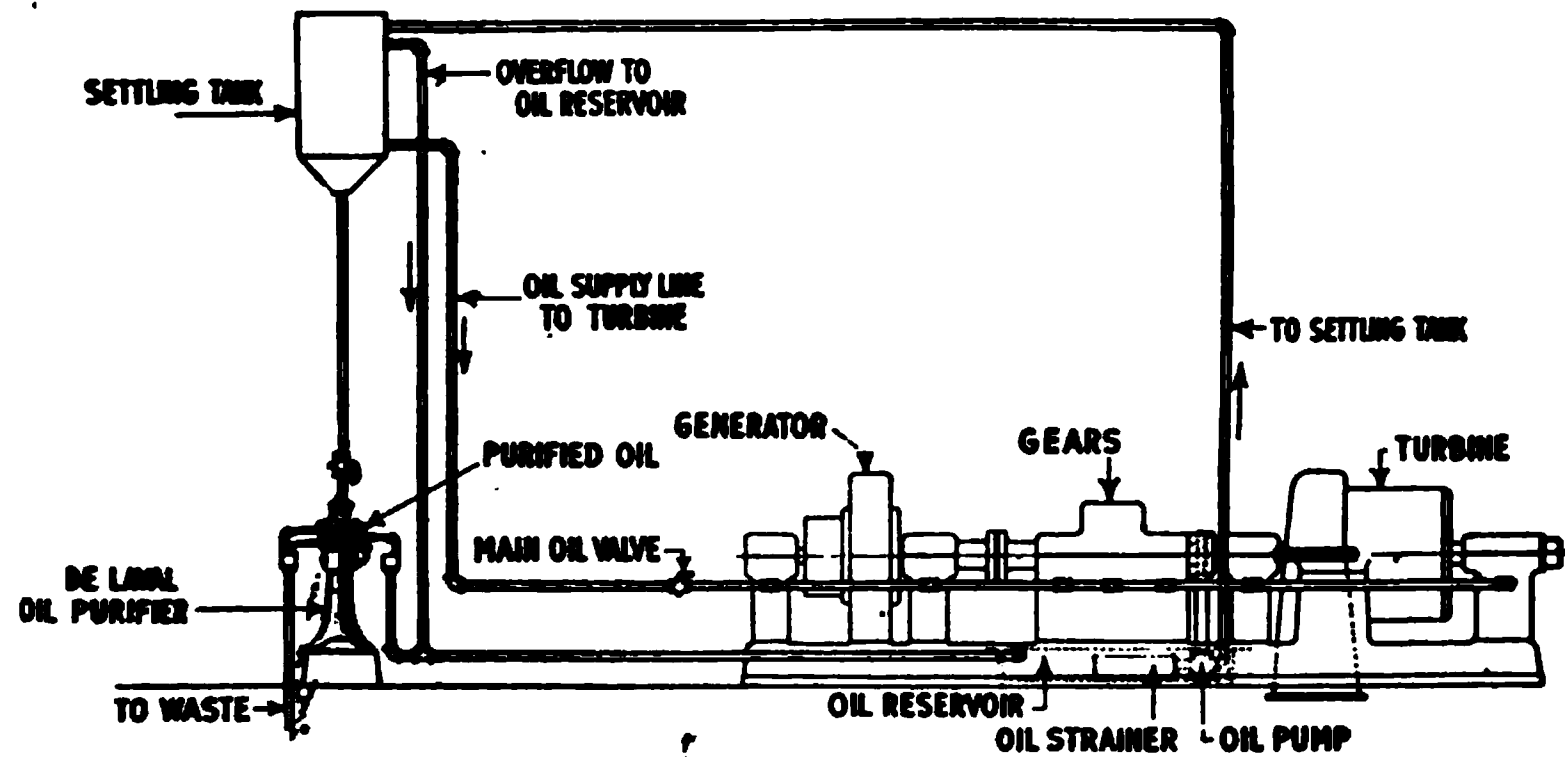 SETTLING TANK
OVERFLOW TO
OIL RESERVOIR
OIL SUPPLY LINE
TO TURBINE
TO SETTLING TANK
GENERATOR
GEARS
TURBINE
PURIFIED OIL
MAIN OIL VALVE
DE LAVAL
OIL PURIFIER
TO WASTE
OIL RESERVOIR
OIL STRAINER
OIL PUMP